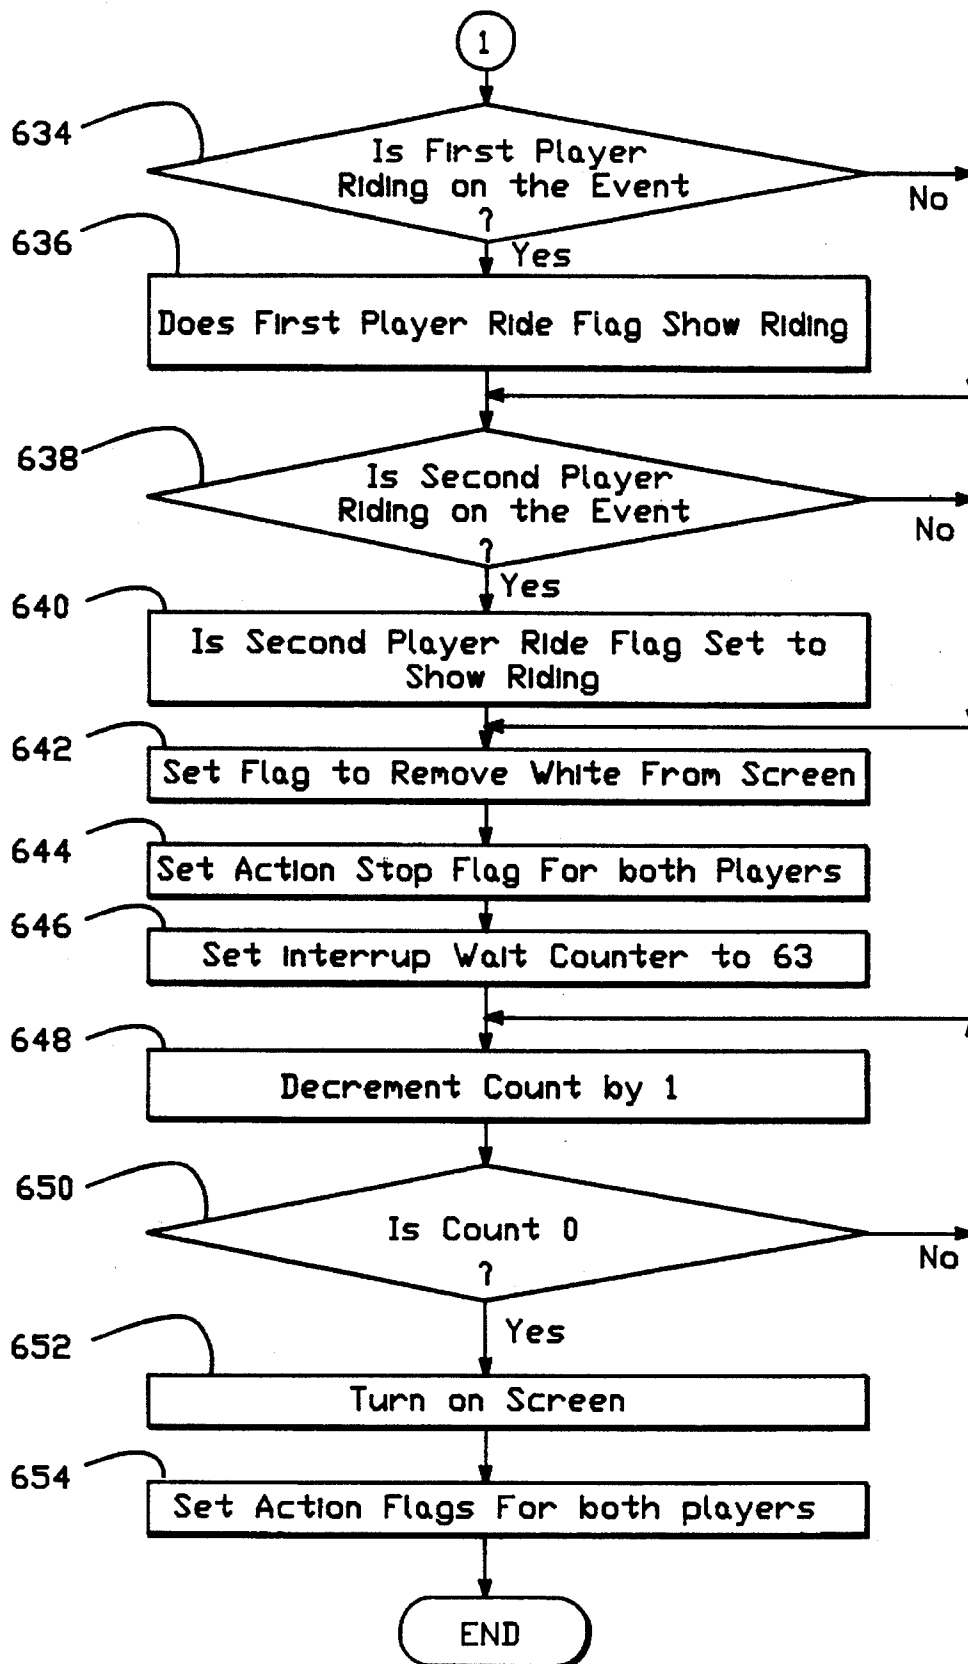 1
634
Is First Player
Riding on the Event
?
No
Yes
636
Does First Player Ride Flag Show Riding
638
Is Second Player
Riding on the Event
?
No
Yes
640
Is Second Player Ride Flag Set to
Show Riding
642
Set Flag to Remove White From Screen
644
Set Action Stop Flag For both Players
646
Set Interrup Wait Counter to 63
648
Decrement Count by 1
650
Is Count 0
?
No
Yes
652
Turn on Screen
654
Set Action Flags For both players
END